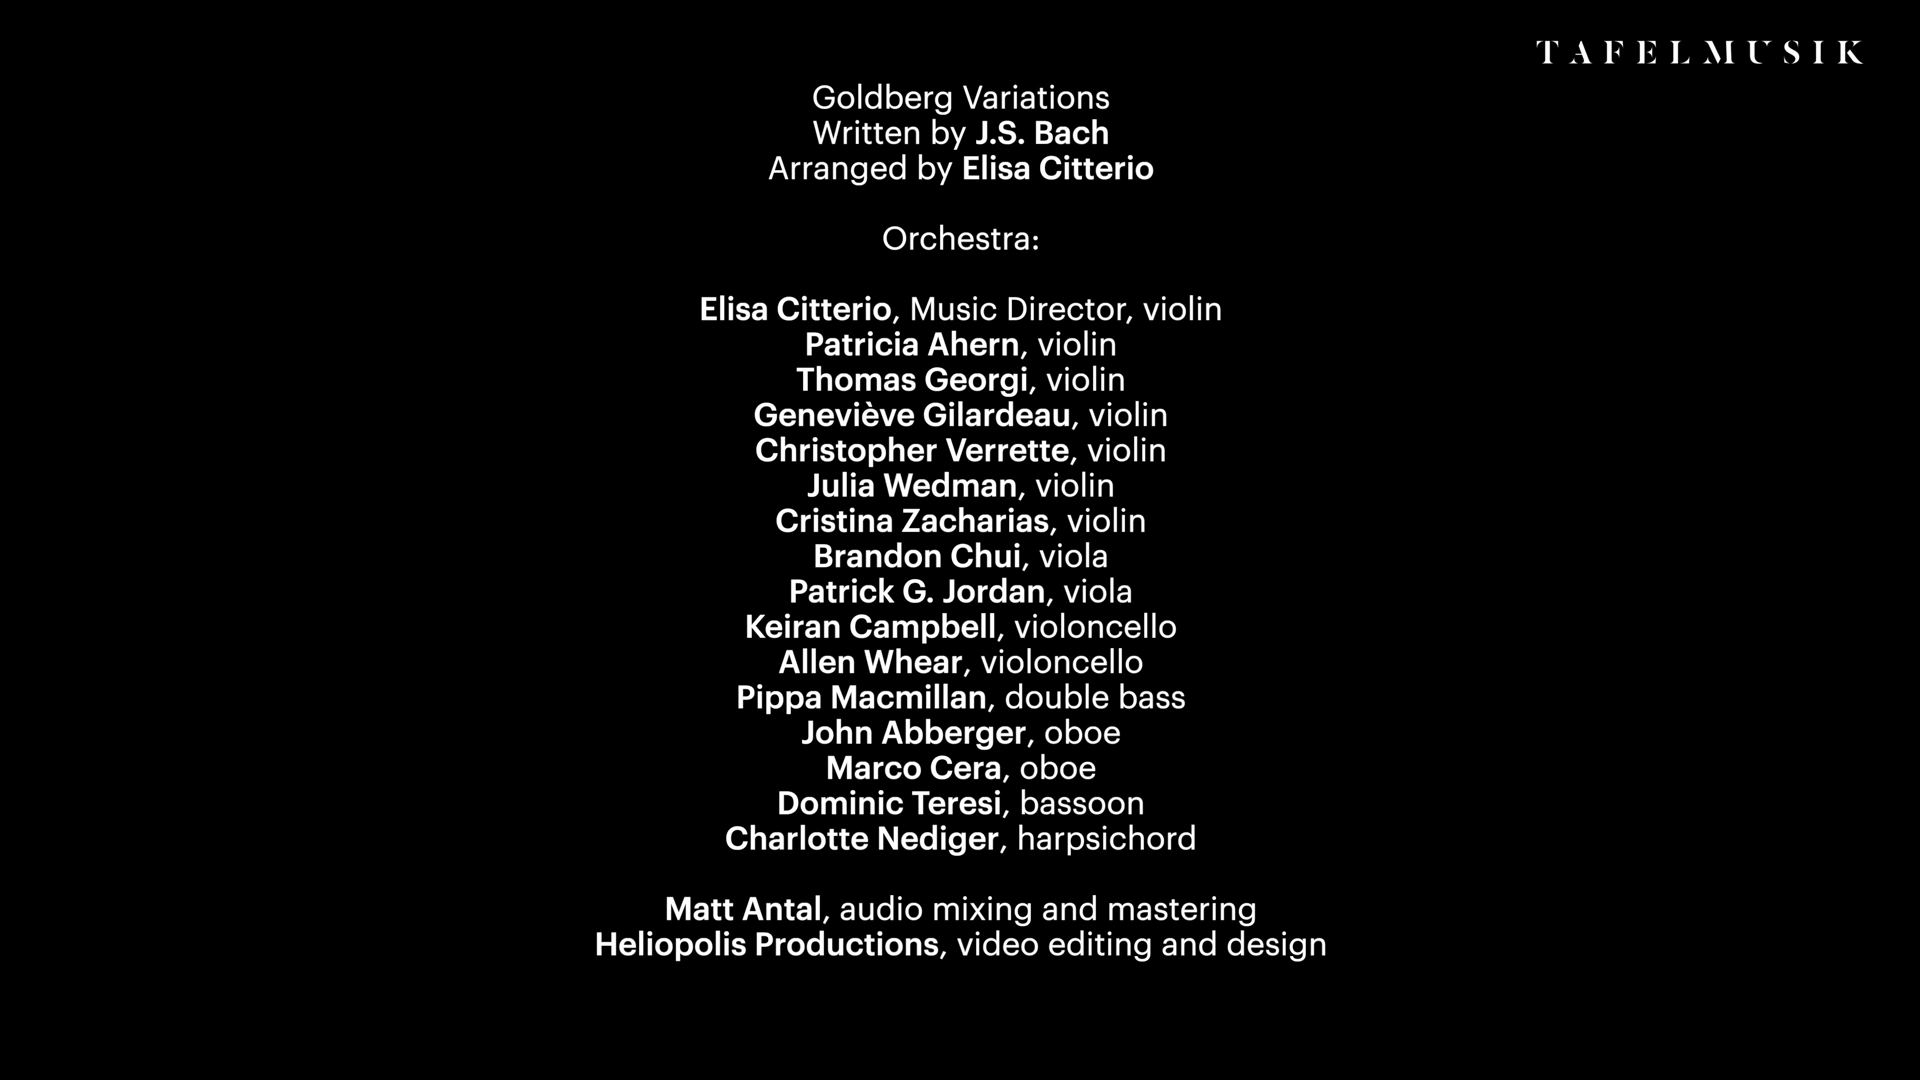 TAFELMUSIK
Goldberg Variations
Written by J.S. Bach
Arranged by Elisa Citterio
Orchestra:
Elisa Citterio, Music Director, violin
Patricia Ahern, violin
Thomas Georgi, violin
Geneviève Gilardeau, violin
Christopher Verrette, violin
Julia Wedman, violin
Cristina Zacharias, violin
Brandon Chui, viola
Patrick G. Jordan, viola
Keiran Campbell, violoncello
Allen Whear, violoncello
Pippa Macmillan, double bass
John Abberger, oboe
Marco Cera, oboe
Dominic Teresi, bassoon
Charlotte Nediger, harpsichord
Matt Antal, audio mixing and mastering
Heliopolis Productions, video editing and design